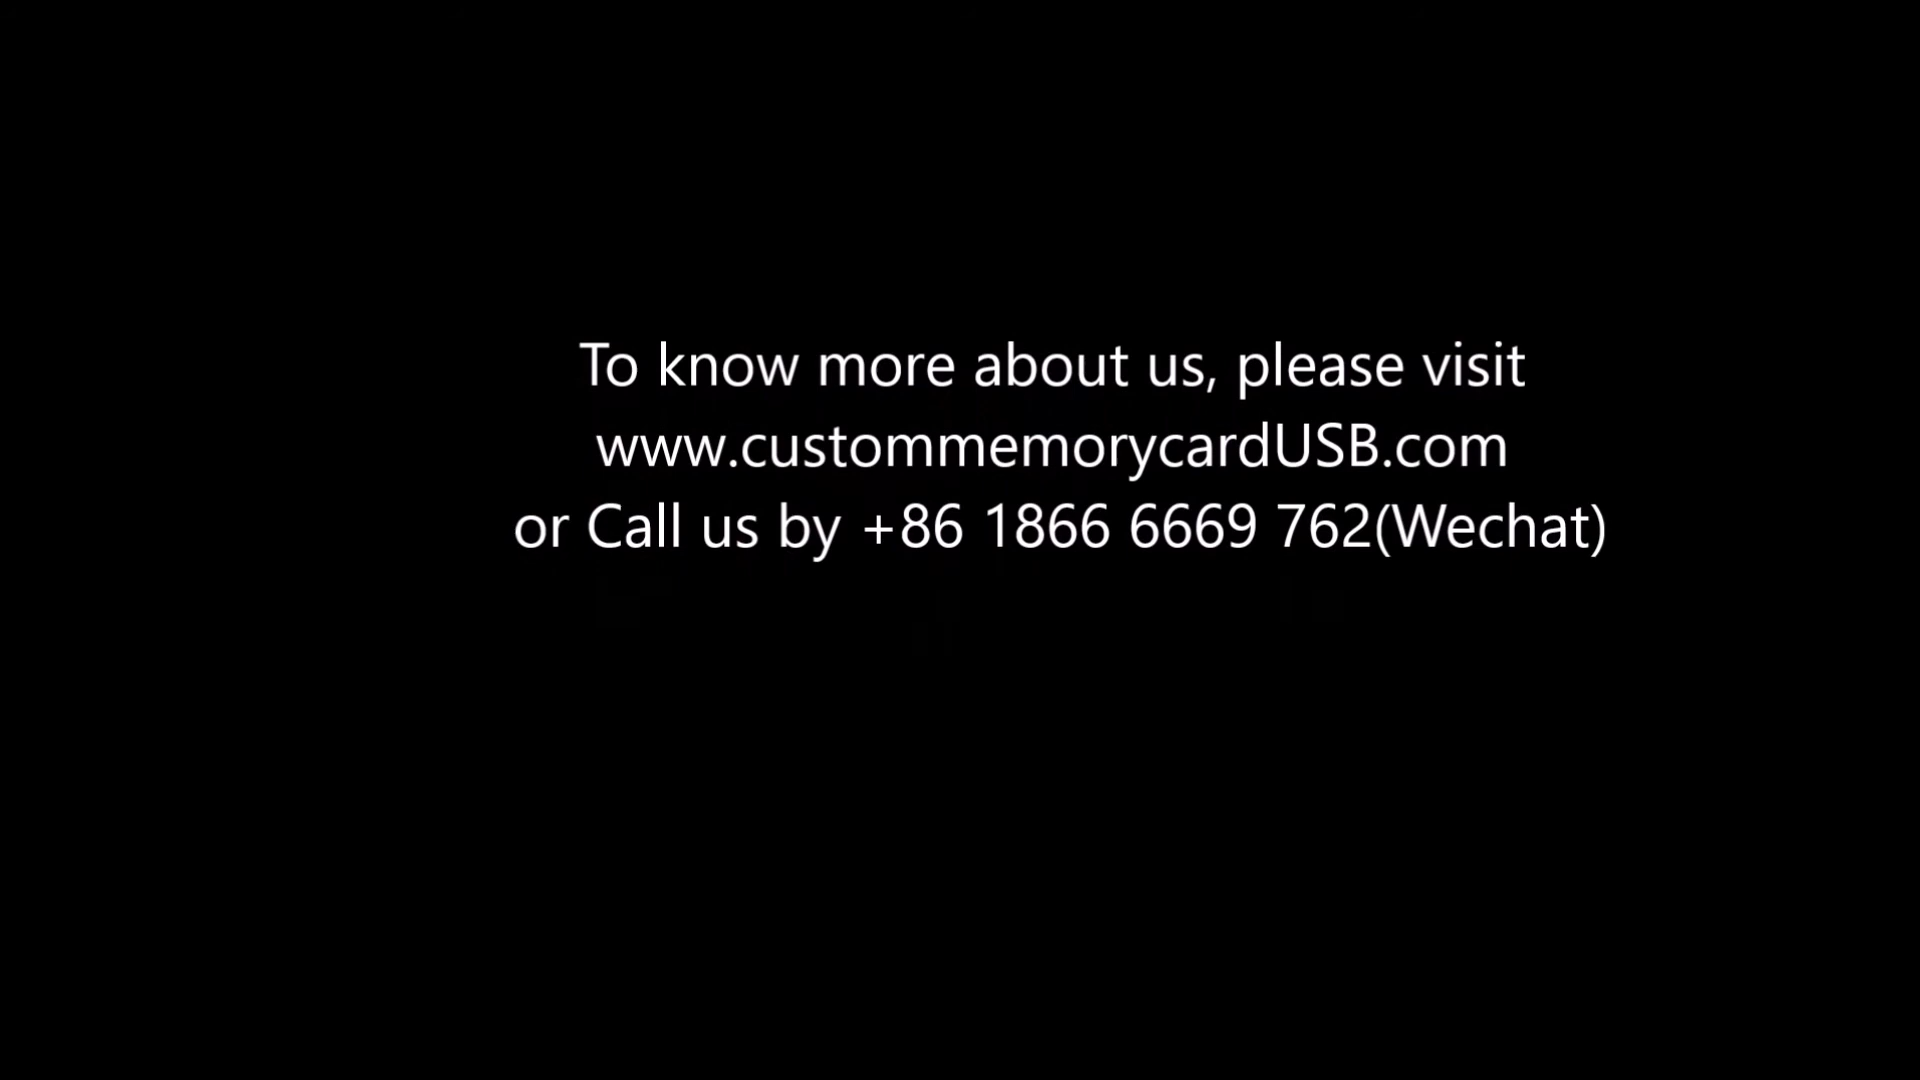 To know more about us, please visit
www.custommemorycardUSB.com
or Call us by +86 1866 6669 762(Wechat)